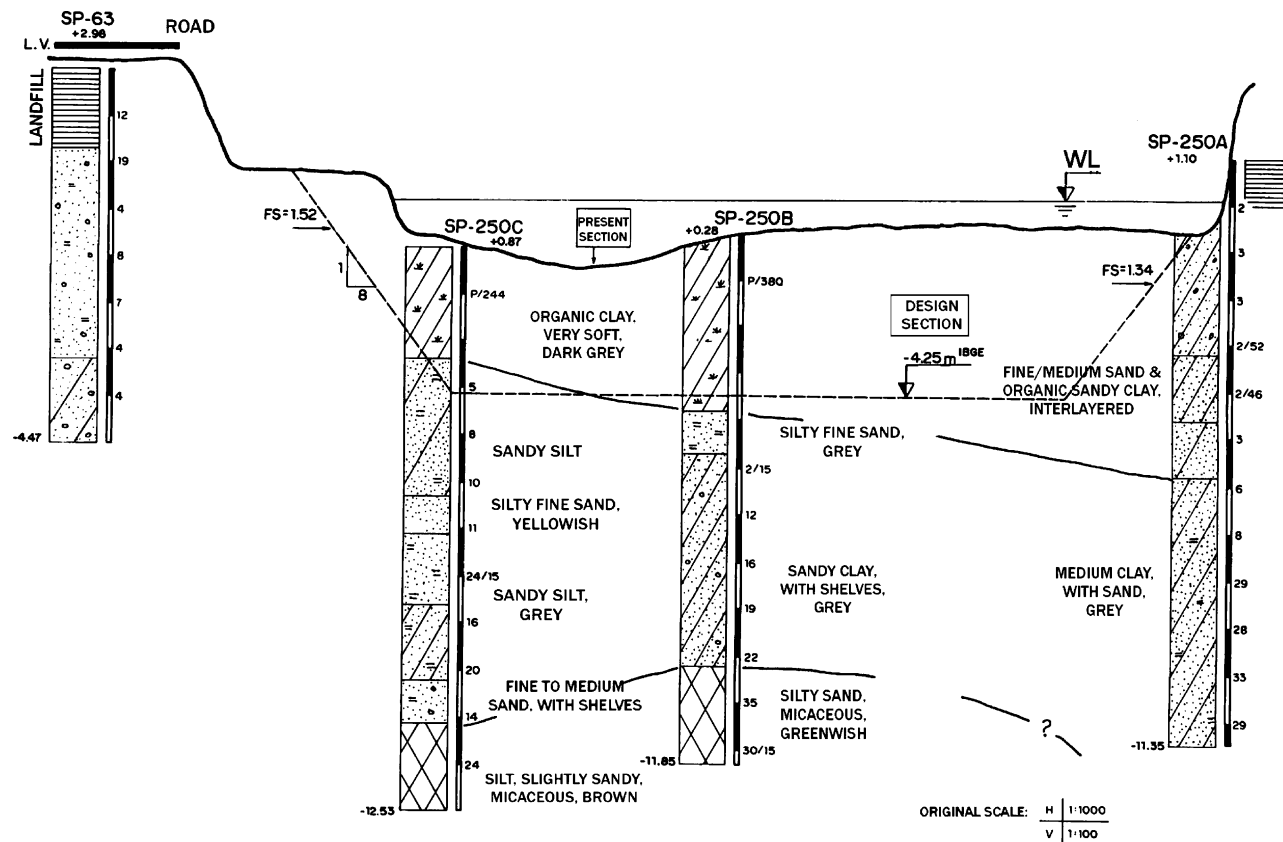 SP-63
+2.98
ROAD
L.V.
LANDFILL
12
19
4
8
7
4
4
-4.47
FS=1.52
1
8
SP-250C
+0.87
PRESENT
SECTION
P/244
5
8
10
11
24/15
16
20
14
24
-12.53
ORGANIC CLAY,
VERY SOFT,
DARK GREY
SANDY SILT
SILTY FINE SAND,
YELLOWISH
SANDY SILT,
GREY
FINE TO MEDIUM
SAND, WITH SHELVES
SILT, SLIGHTLY SANDY,
MICACEOUS, BROWN
SP-250B
+0.28
P/380
2/15
12
16
19
22
35
30/15
-11.85
WL
DESIGN
SECTION
-4.25m IBGE
SILTY FINE SAND,
GREY
SANDY CLAY,
WITH SHELVES,
GREY
SILTY SAND,
MICACEOUS,
GREENWISH
?
SP-250A
+1.10
FS=1.34
FINE/MEDIUM SAND &
ORGANIC SANDY CLAY,
INTERLAYERED
MEDIUM CLAY,
WITH SAND,
GREY
2
3
3
2/52
2/46
3
6
8
29
28
33
29
-11.35
ORIGINAL SCALE: H 1:1000
V 1:100